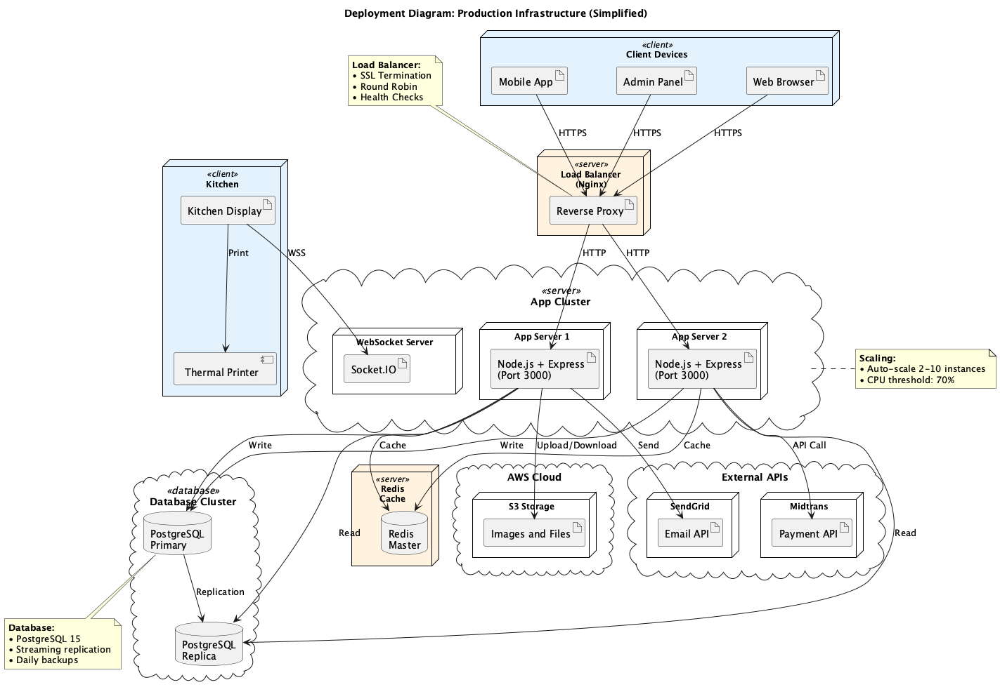 Deployment Diagram: Production Infrastructure (Simplified)
«client»
Client Devices
Mobile App
Admin Panel
Web Browser
Load Balancer:
• SSL Termination
• Round Robin
• Health Checks
HTTPS
HTTPS
HTTPS
«server»
Load Balancer
(Nginx)
Reverse Proxy
«client»
Kitchen
Kitchen Display
Print
WSS
Thermal Printer
HTTP
HTTP
«server»
App Cluster
WebSocket Server
Socket.IO
App Server 1
Node.js + Express
(Port 3000)
App Server 2
Node.js + Express
(Port 3000)
Scaling:
• Auto-scale 2-10 instances
• CPU threshold: 70%
Write
Cache
Write
Upload/Download
Send
Cache
API Call
«database»
Database Cluster
PostgreSQL
Primary
Replication
PostgreSQL
Replica
Read
«server»
Redis
Cache
Redis
Master
AWS Cloud
S3 Storage
Images and Files
External APIs
SendGrid
Email API
Midtrans
Payment API
Read
Database:
• PostgreSQL 15
• Streaming replication
• Daily backups